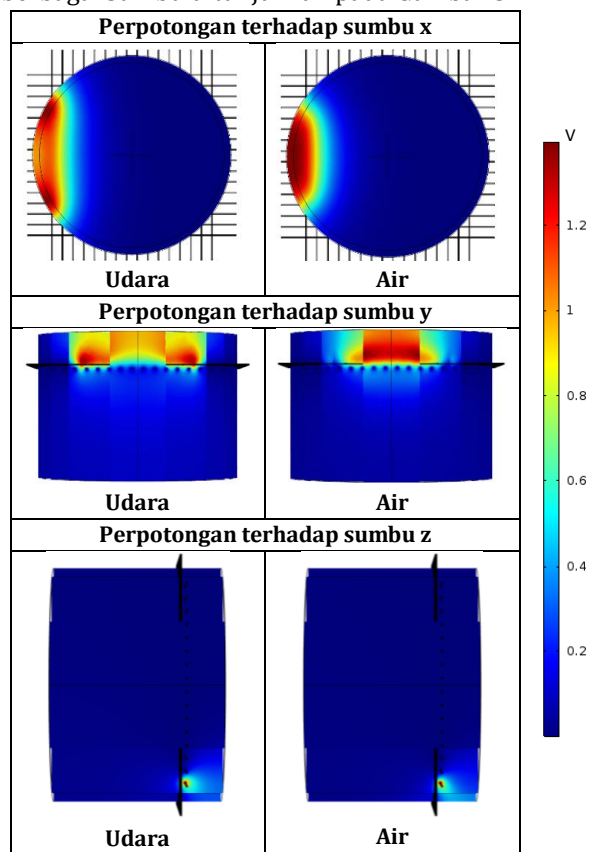 Perpotongan terhadap sumbu x
Udara Air
Perpotongan terhadap sumbu y
Udara Air
Perpotongan terhadap sumbu z
Udara Air
V
1.2
1
0.8
0.6
0.4
0.2